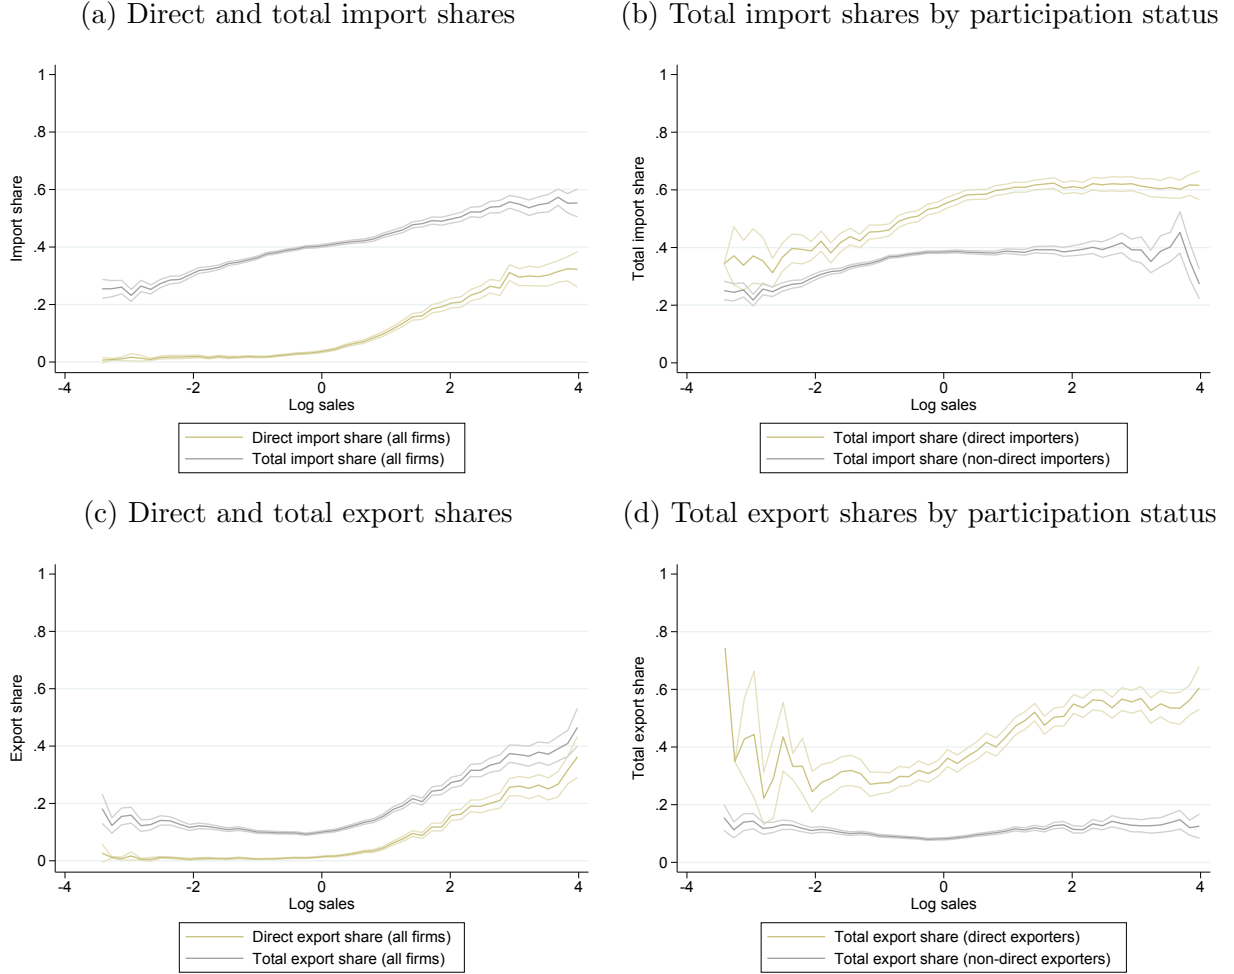 (a) Direct and total import shares
1
.8
.6
.4
.2
0
Import share
-4 -2 0 2 4
Log sales
Direct import share (all firms)
Total import share (all firms)
(b) Total import shares by participation status
1
.8
.6
.4
.2
0
Total import share
-4 -2 0 2 4
Log sales
Total import share (direct importers)
Total import share (non-direct importers)
(c) Direct and total export shares
1
.8
.6
.4
.2
0
Export share
-4 -2 0 2 4
Log sales
Direct export share (all firms)
Total export share (all firms)
(d) Total export shares by participation status
1
.8
.6
.4
.2
0
Total export share
-4 -2 0 2 4
Log sales
Total export share (direct exporters)
Total export share (non-direct exporters)